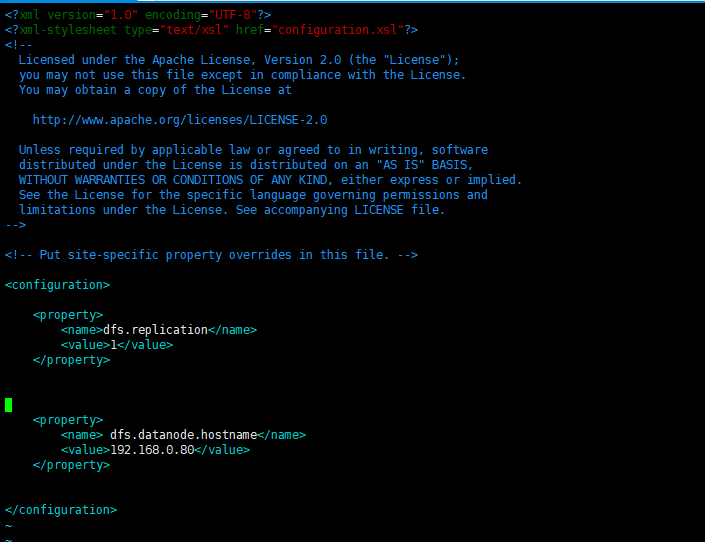 <?xml version="1.0" encoding="UTF-8"?>
<?xml-stylesheet type="text/xsl" href="configuration.xsl"?>
<!--
  Licensed under the Apache License, Version 2.0 (the "License");
  you may not use this file except in compliance with the License.
  You may obtain a copy of the License at

    http://www.apache.org/licenses/LICENSE-2.0

  Unless required by applicable law or agreed to in writing, software
  distributed under the License is distributed on an "AS IS" BASIS,
  WITHOUT WARRANTIES OR CONDITIONS OF ANY KIND, either express or implied.
  See the License for the specific language governing permissions and
  limitations under the License. See accompanying LICENSE file.
-->

<!-- Put site-specific property overrides in this file. -->

<configuration>

    <property>
        <name>dfs.replication</name>
        <value>1</value>
    </property>



    <property>
        <name> dfs.datanode.hostname</name>
        <value>192.168.0.80</value>
    </property>


</configuration>
~
~